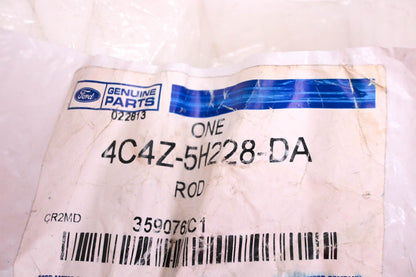 Ford
GENUINE
PARTS
022813
ONE
4C4Z-5H228-DA
ROD
CR2MD
359076C1